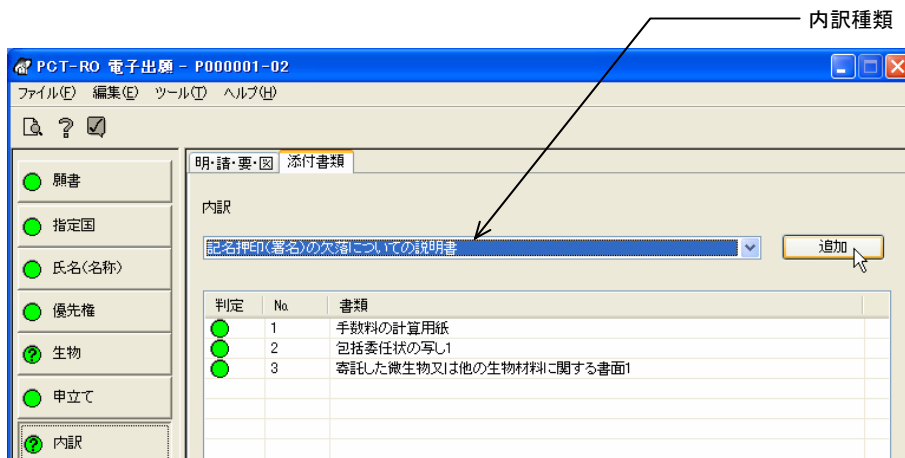 内訳種類
PCT-RO 電子出願 - P000001-02
ファイル(F) 編集(E) ツール(T) ヘルプ(H)
明・請・要・図 添付書類
願書
指定国
氏名(名称)
優先権
生物
申立て
内訳
内訳
記名押印(署名)の欠落についての説明書
追加
判定 No. 書類
1 手数料の計算用紙
2 包括委任状の写し1
3 寄託した微生物又は他の生物材料に関する書面1